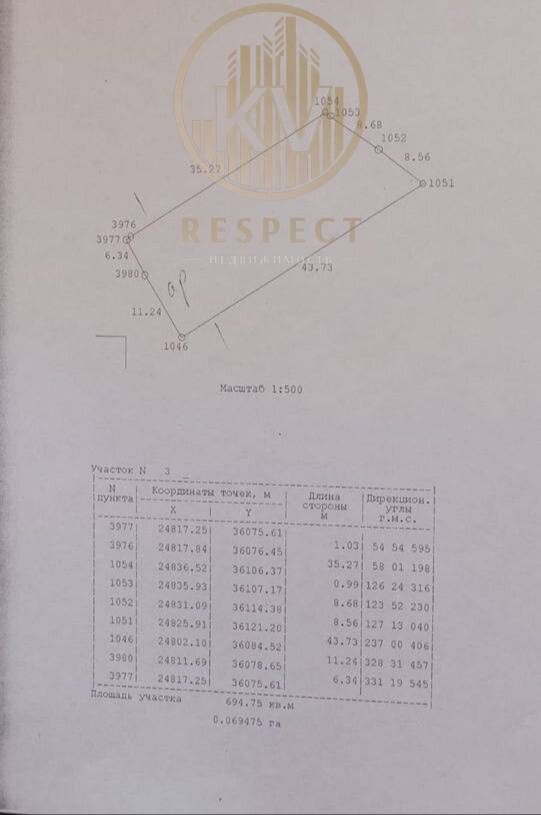 1054
1053
8.68
1052
8.56
1051
35.27
KV
3976
3977
RESPECT
НЕДВИЖИМОСТЬ
6.34
3980
43.73
ор
11.24
1046
Масштаб 1:500
Участок N 3
N пункта Координаты точек, м Длина стороны м Дирекцион. углы г.м.с.
X Y
3977 24817.25 36075.61
1.03 54 54 595
3976 24817.84 36076.45
35.27 58 01 198
1054 24836.52 36106.37
0.99 126 24 316
1053 24835.93 36107.17
8.68 123 52 230
1052 24831.09 36114.38
8.56 127 13 040
1051 24825.91 36121.20
43.73 237 00 406
1046 24802.10 36084.52
11.24 328 31 457
3980 24811.69 36078.65
6.34 331 19 545
3977 24817.25 36075.61
Площадь участка 694.75 кв.м
0.069475 га